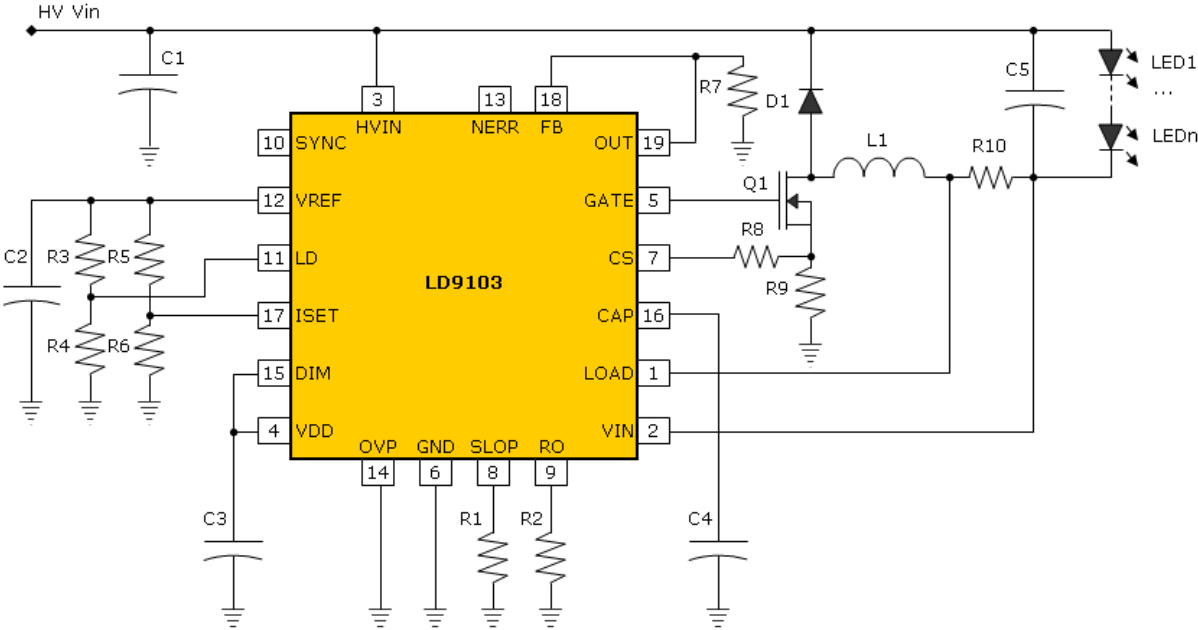 HV Vin
C1
C5
LED1
...
R7
D1
3
13
18
HVIN
NERR
FB
10
SYNC
OUT
19
L1
R10
LEDn
Q1
12
VREF
GATE
5
R8
C2
R3
R5
11
LD
CS
7
LD9103
R9
17
ISET
CAP
16
R4
R6
15
DIM
LOAD
1
4
VDD
VIN
2
OVP
GND
SLOP
RO
14
6
8
9
C3
R1
R2
C4